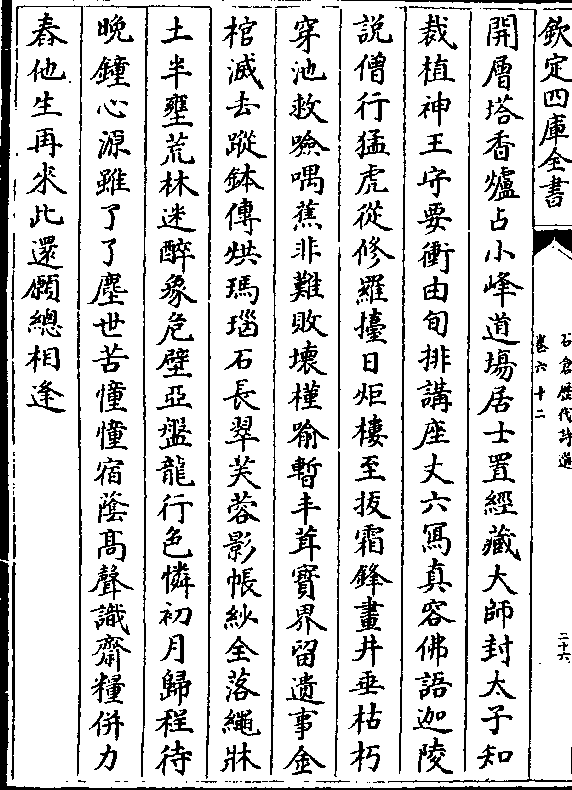 欽定四庫全書
石倉歷代詩選
卷六十二
二十六
開層塔香爐占小峰道場居士置經藏大師封太子知
裁植神王守要衝由旬排講座丈六寫真容佛語迦陵
說僧行猛虎從修羅擡日炬樓至拔霜鋒畫井垂枯朽
穿池救噞喁蕉非難敗壞槿喻暫丰茸寶界留遺事金
棺滅去蹤鉢傳烘瑪瑙石長翠芙蓉影帳紗全落繩牀
土半壅荒林迷醉象危壁亞盤龍行色憐初月歸程待
晚鐘心源雖了了塵世苦憧憧宿蔭髙聲識齋糧併力
舂他生再來此還願總相逢